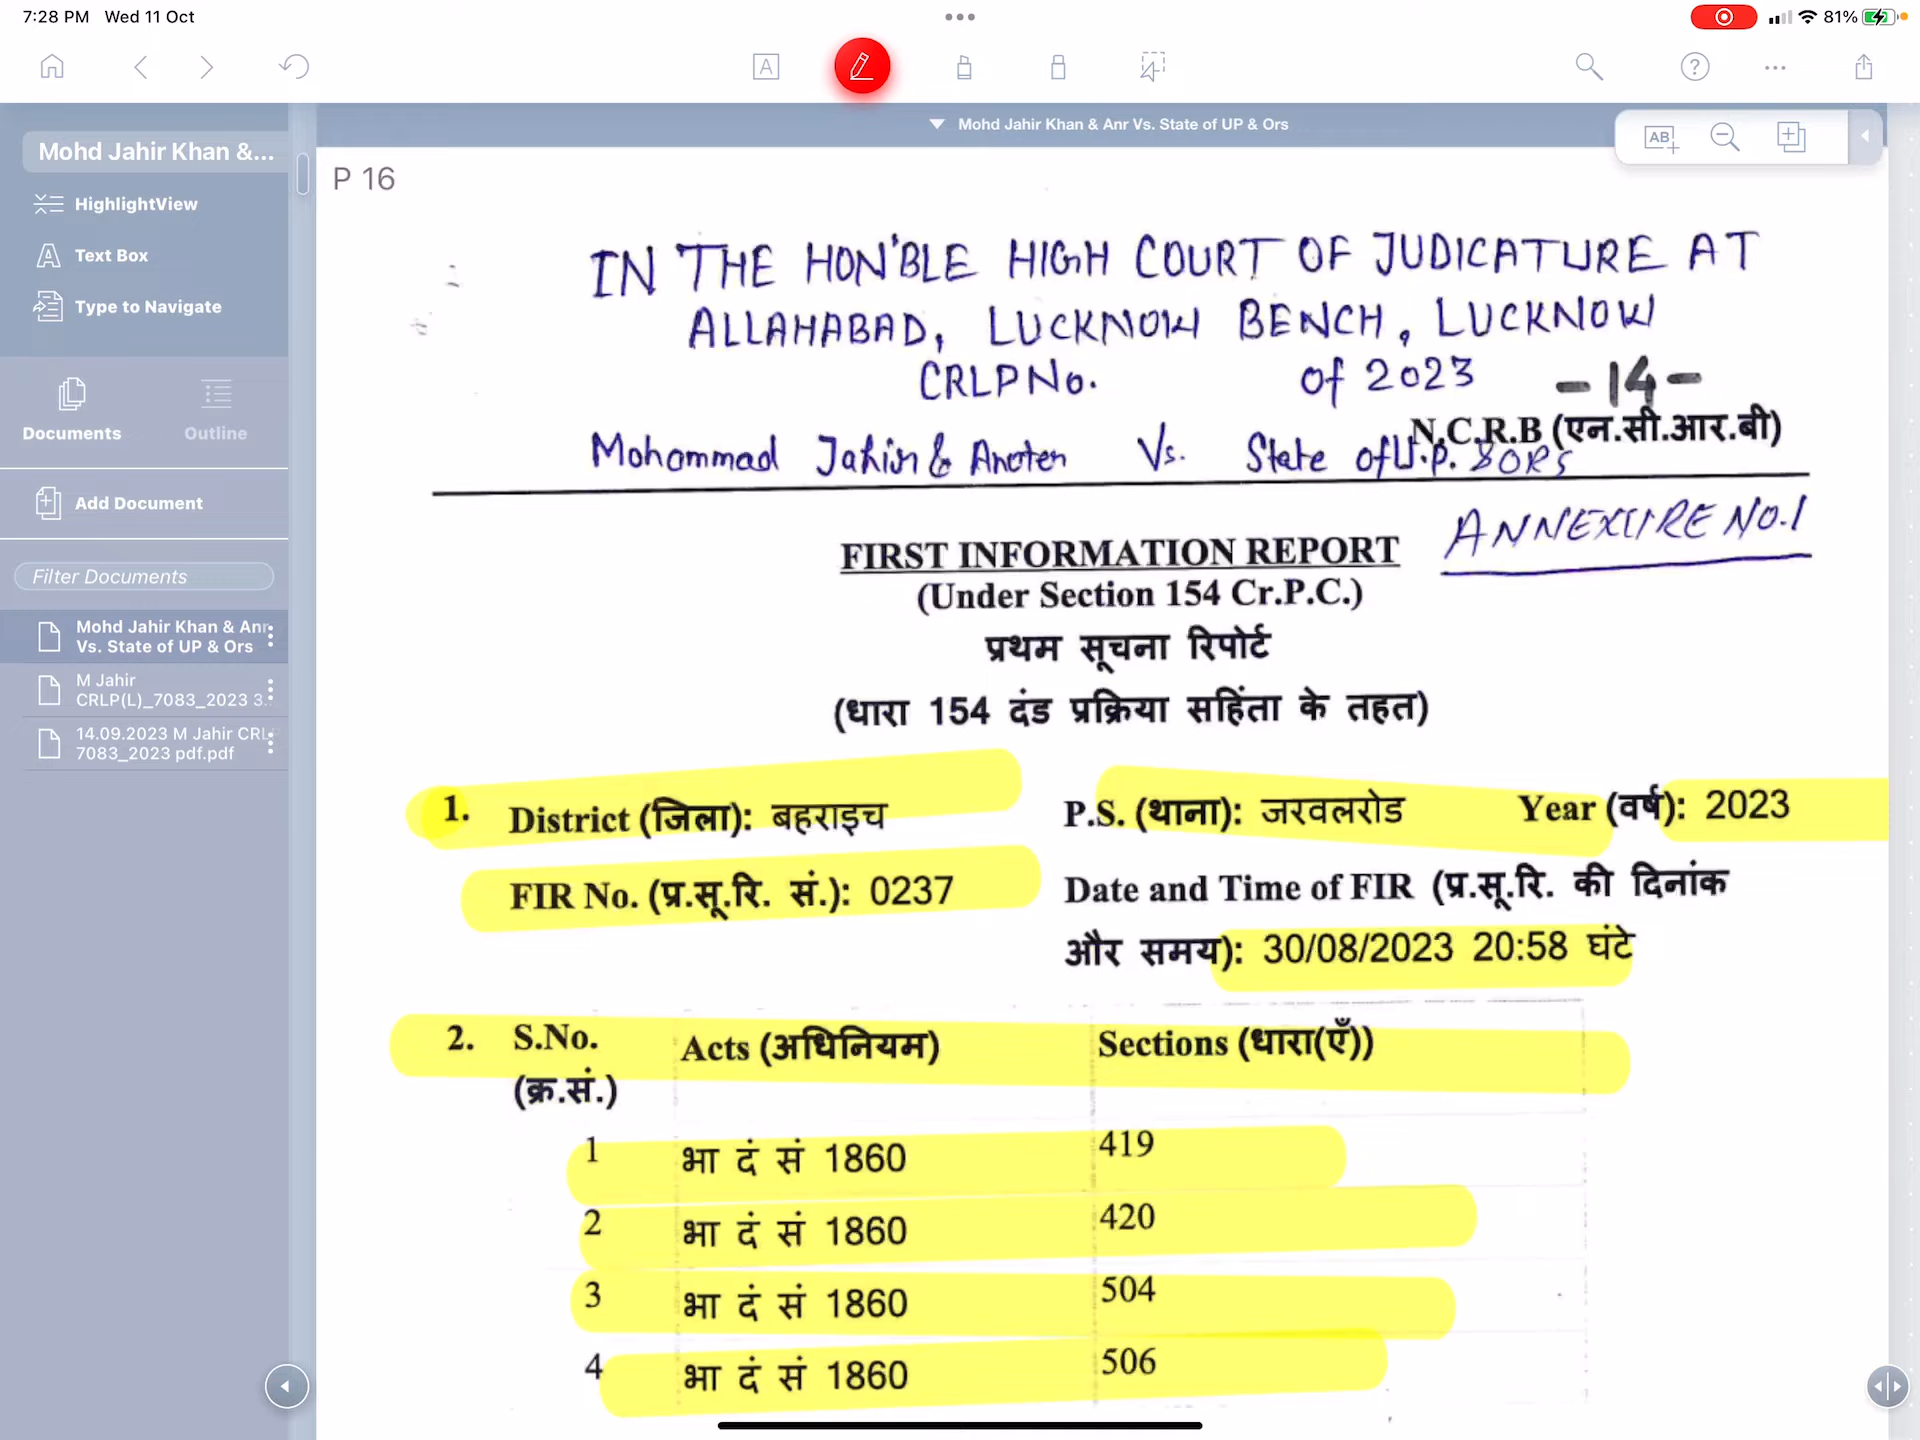 7:28 PM Wed 11 Oct
81%
Mohd Jahir Khan & Anr Vs. State of UP & Ors
Mohd Jahir Khan &...
HighlightView
Text Box
Type to Navigate
Documents
Outline
Add Document
Filter Documents
Mohd Jahir Khan & Anr
Vs. State of UP & Ors
M Jahir
CRLP(L)_7083_2023 3.
14.09.2023 M Jahir CRL
7083_2023 pdf.pdf
P 16
IN THE HON'BLE HIGH COURT OF JUDICATURE AT
ALLAHABAD, LUCKNOW BENCH, LUCKNOW
CRLP No. of 2023 -14-
N.C.R.B (एन.सी.आर.बी)
Mohammad Jahir & Anoter Vs. State of U.P. & ORS
ANNEXURE NO.1
FIRST INFORMATION REPORT
(Under Section 154 Cr.P.C.)
प्रथम सूचना रिपोर्ट
(धारा 154 दंड प्रक्रिया सहिंता के तहत)
1. District (जिला): बहराइच P.S. (थाना): जरवलरोड Year (वर्ष): 2023
FIR No. (प्र.सू.रि. सं.): 0237 Date and Time of FIR (प्र.सू.रि. की दिनांक
और समय): 30/08/2023 20:58 घंटे
2. S.No. Acts (अधिनियम) Sections (धारा(एँ))
(क्र.सं.)
1 भा दं सं 1860 419
2 भा दं सं 1860 420
3 भा दं सं 1860 504
4 भा दं सं 1860 506